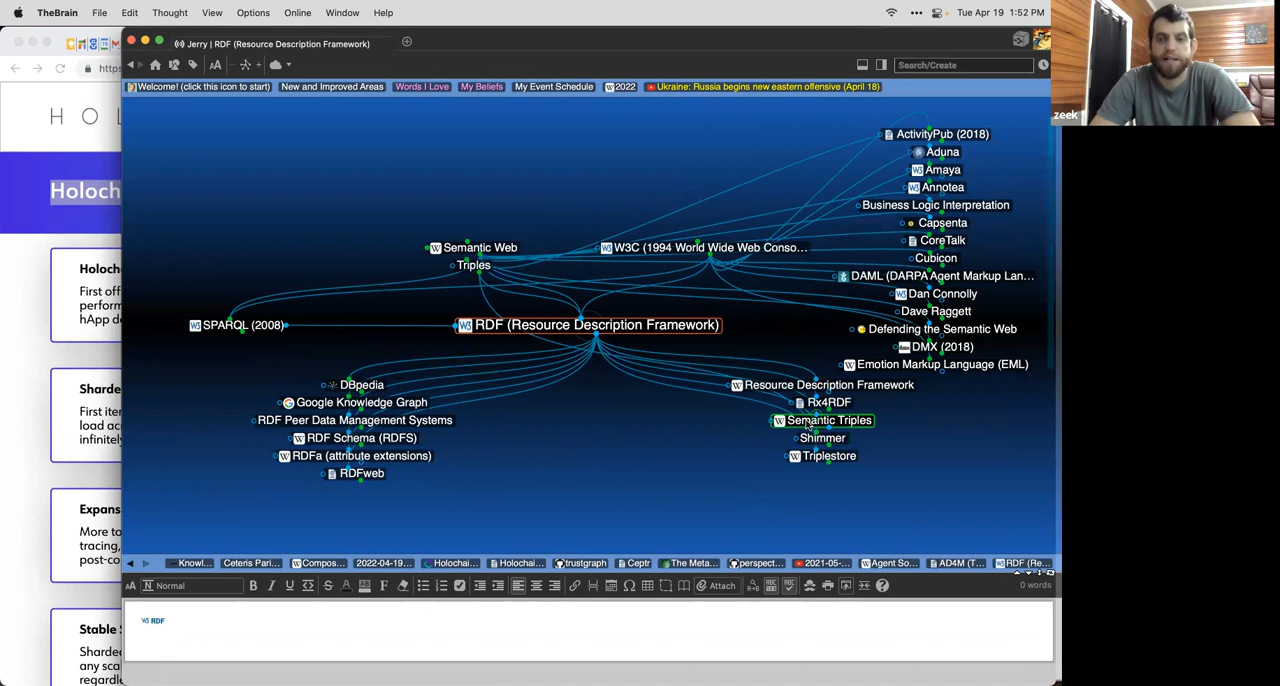 TheBrain File Edit Thought View Options Online Window Help
Tue Apr 19 1:52 PM
Jerry | RDF (Resource Description Framework)
https
AA
Search/Create
Welcome! (click this icon to start) New and Improved Areas Words I Love My Beliefs My Event Schedule 2022 Ukraine: Russia begins new eastern offensive (April 18)
zeek
H O L
ActivityPub (2018)
Aduna
Amaya
Annotea
Business Logic Interpretation
Capsenta
CoreTalk
Cubicon
DAML (DARPA Agent Markup Lan...
Dan Connolly
Dave Raggett
Defending the Semantic Web
DMX (2018)
Emotion Markup Language (EML)
Semantic Web
Triples
W3C (1994 World Wide Web Conso...
SPARQL (2008)
RDF (Resource Description Framework)
DBpedia
Google Knowledge Graph
RDF Peer Data Management Systems
RDF Schema (RDFS)
RDFa (attribute extensions)
RDFweb
Resource Description Framework
Rx4RDF
Semantic Triples
Shimmer
Triplestore
Holoch
Holoch
First off
perform
hApp de
Sharde
First iter
load acr
infinitely
Expans
More to
tracing,
post-co
Stable S
Sharded
any sca
regardle
Knowl... Ceteris Pari... Compos... 2022-04-19... Holochai... Holochai... trustgraph Ceptr The Meta... perspect... 2021-05-... Agent So... AD4M (T... RDF (Re...
AA Normal B I U S A F Attach 0 words
W3 RDF